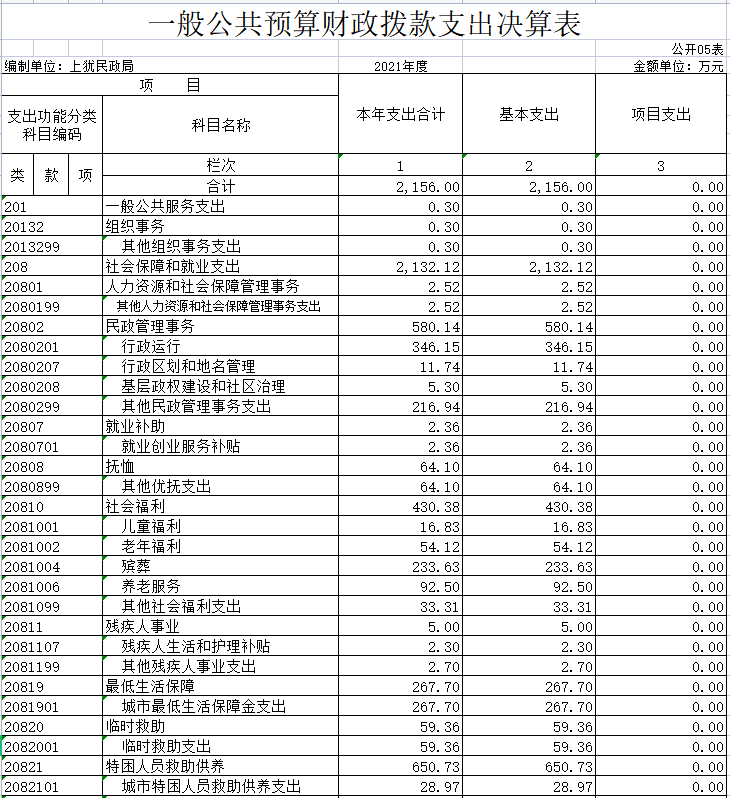 一般公共预算财政拨款支出决算表
公开05表
编制单位：上犹民政局 2021年度 金额单位：万元
项 目 本年支出合计 基本支出 项目支出
支出功能分类科目编码 科目名称
类 款 项 栏次 1 2 3
合计 2,156.00 2,156.00 0.00
201 一般公共服务支出 0.30 0.30 0.00
20132 组织事务 0.30 0.30 0.00
2013299 其他组织事务支出 0.30 0.30 0.00
208 社会保障和就业支出 2,132.12 2,132.12 0.00
20801 人力资源和社会保障管理事务 2.52 2.52 0.00
2080199 其他人力资源和社会保障管理事务支出 2.52 2.52 0.00
20802 民政管理事务 580.14 580.14 0.00
2080201 行政运行 346.15 346.15 0.00
2080207 行政区划和地名管理 11.74 11.74 0.00
2080208 基层政权建设和社区治理 5.30 5.30 0.00
2080299 其他民政管理事务支出 216.94 216.94 0.00
20807 就业补助 2.36 2.36 0.00
2080701 就业创业服务补贴 2.36 2.36 0.00
20808 抚恤 64.10 64.10 0.00
2080899 其他优抚支出 64.10 64.10 0.00
20810 社会福利 430.38 430.38 0.00
2081001 儿童福利 16.83 16.83 0.00
2081002 老年福利 54.12 54.12 0.00
2081004 殡葬 233.63 233.63 0.00
2081006 养老服务 92.50 92.50 0.00
2081099 其他社会福利支出 33.31 33.31 0.00
20811 残疾人事业 5.00 5.00 0.00
2081107 残疾人生活和护理补贴 2.30 2.30 0.00
2081199 其他残疾人事业支出 2.70 2.70 0.00
20819 最低生活保障 267.70 267.70 0.00
2081901 城市最低生活保障金支出 267.70 267.70 0.00
20820 临时救助 59.36 59.36 0.00
2082001 临时救助支出 59.36 59.36 0.00
20821 特困人员救助供养 650.73 650.73 0.00
2082101 城市特困人员救助供养支出 28.97 28.97 0.00